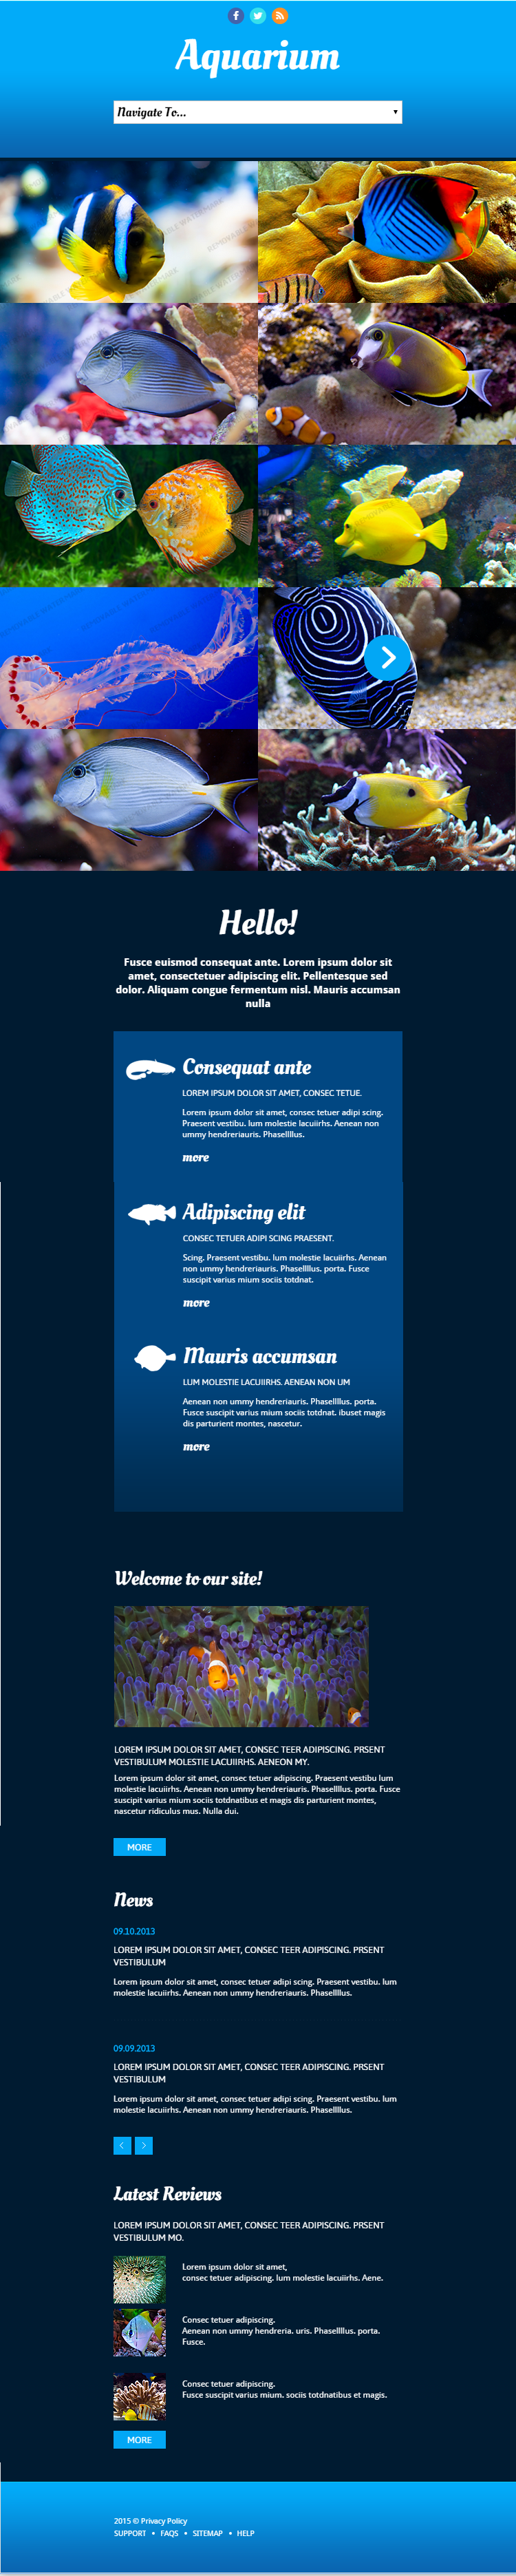 Aquarium
Navigate To...
Hello!
Fusce euismod consequat ante. Lorem ipsum dolor sit
amet, consectetuer adipiscing elit. Pellentesque sed
dolor. Aliquam congue fermentum nisl. Mauris accumsan
nulla
Consequat ante
LOREM IPSUM DOLOR SIT AMET, CONSEC TETUE.
Lorem ipsum dolor sit amet, consec tetuer adipi scing.
Praesent vestibu. lum molestie lacuiirhs. Aenean non
ummy hendreriauris. Phasellllus.
more
Adipiscing elit
CONSEC TETUER ADIPI SCING PRAESENT.
Scing. Praesent vestibu. lum molestie lacuiirhs. Aenean
non ummy hendreriauris. Phasellllus. porta. Fusce
suscipit varius mium sociis totdnat.
more
Mauris accumsan
LUM MOLESTIE LACUIIRHS. AENEAN NON UM
Aenean non ummy hendreriauris. Phasellllus. porta.
Fusce suscipit varius mium sociis totdnat. ibuset magis
dis parturient montes, nascetur.
more
Welcome to our site!
LOREM IPSUM DOLOR SIT AMET, CONSEC TEER ADIPISCING. PRSENT
VESTIBULUM MOLESTIE LACUIIRHS. AENEON MY.
Lorem ipsum dolor sit amet, consec tetuer adipiscing. Praesent vestibu lum
molestie lacuiirhs. Aenean non ummy hendreriauris. Phasellllus. porta. Fusce
suscipit varius mium sociis totdnatibus et magis dis parturient montes,
nascetur ridiculus mus. Nulla dui.
MORE
News
09.10.2013
LOREM IPSUM DOLOR SIT AMET, CONSEC TEER ADIPISCING. PRSENT
VESTIBULUM
Lorem ipsum dolor sit amet, consec tetuer adipi scing. Praesent vestibu. lum
molestie lacuiirhs. Aenean non ummy hendreriauris. Phasellllus.
09.09.2013
LOREM IPSUM DOLOR SIT AMET, CONSEC TEER ADIPISCING. PRSENT
VESTIBULUM
Lorem ipsum dolor sit amet, consec tetuer adipi scing. Praesent vestibu. lum
molestie lacuiirhs. Aenean non ummy hendreriauris. Phasellllus.
Latest Reviews
LOREM IPSUM DOLOR SIT AMET, CONSEC TEER ADIPISCING. PRSENT
VESTIBULUM MO.
Lorem ipsum dolor sit amet,
consec tetuer adipiscing. lum molestie lacuiirhs. Aene.
Consec tetuer adipiscing.
Aenean non ummy hendreria. uris. Phasellllus. porta.
Fusce.
Consec tetuer adipiscing.
Fusce suscipit varius mium. sociis totdnatibus et magis.
MORE
2015 © Privacy Policy
SUPPORT • FAQS • SITEMAP • HELP